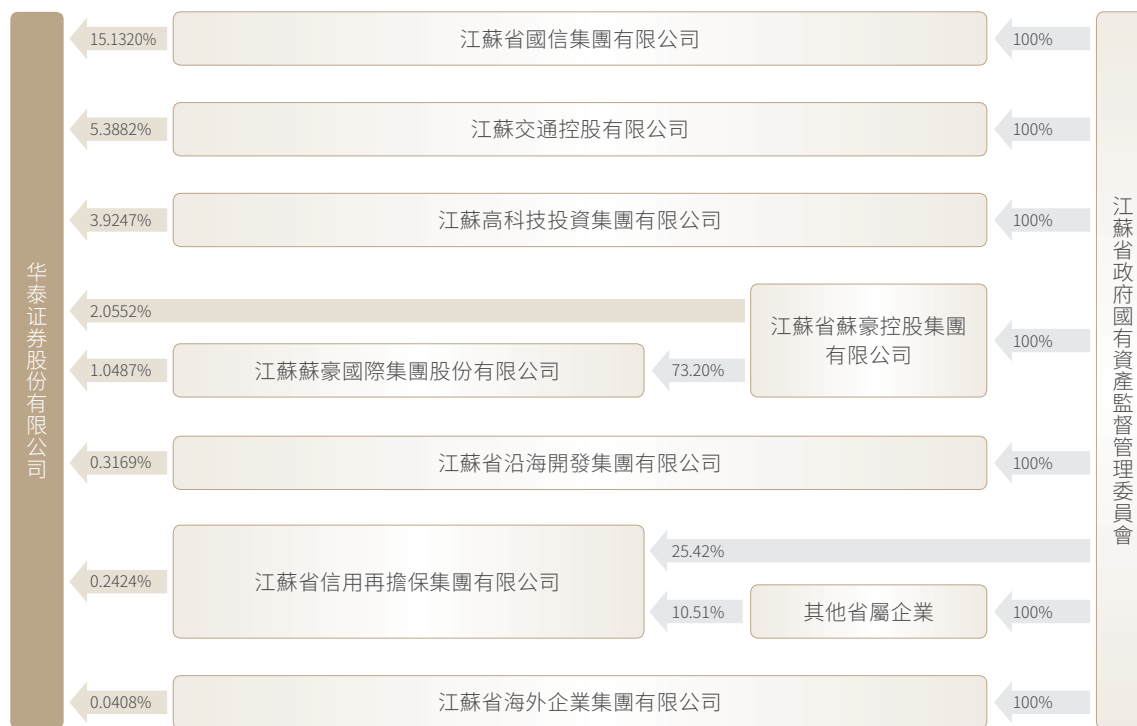 华泰证券股份有限公司
15.1320%
江蘇省國信集團有限公司
100%
5.3882%
江蘇交通控股有限公司
100%
3.9247%
江蘇高科技投資集團有限公司
100%
2.0552%
江蘇省蘇豪控股集團
有限公司
100%
1.0487%
江蘇蘇豪國際集團股份有限公司
73.20%
0.3169%
江蘇省沿海開發集團有限公司
100%
0.2424%
江蘇省信用再擔保集團有限公司
25.42%
10.51%
其他省屬企業
100%
0.0408%
江蘇省海外企業集團有限公司
100%
江蘇省政府國有資產監督管理委員會